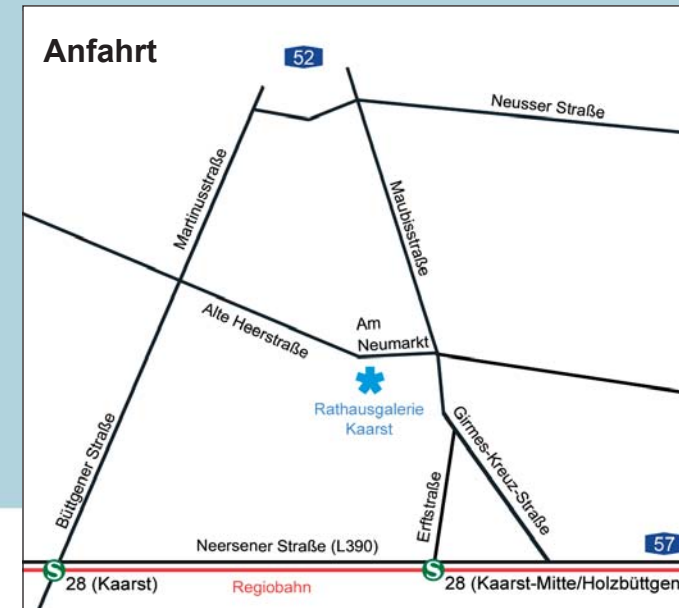 Anfahrt
52
Neusser Straße
Martinusstraße
Maubisstraße
Alte Heerstraße
Am
Neumarkt
Rathausgalerie
Kaarst
Büttgener Straße
Girmes-Kreuz-Straße
Erftstraße
Neersener Straße (L390)
57
S
28 (Kaarst)
Regiobahn
S
28 (Kaarst-Mitte/Holzbüttgen